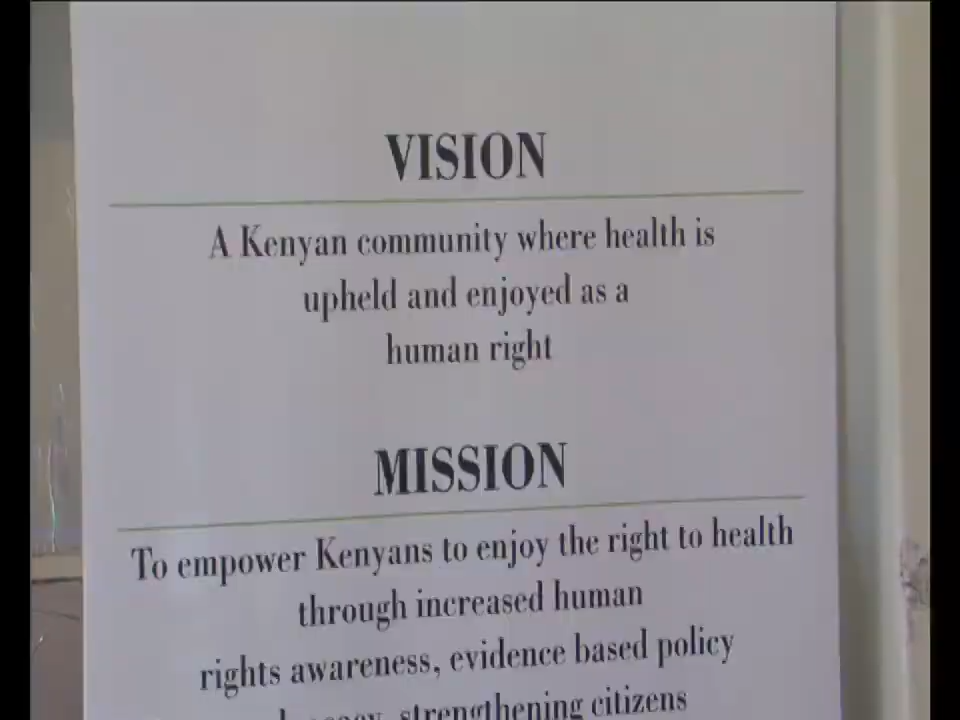 VISION
A Kenyan community where health is
upheld and enjoyed as a
human right
MISSION
To empower Kenyans to enjoy the right to health
through increased human
rights awareness, evidence based policy
strengthening citizens